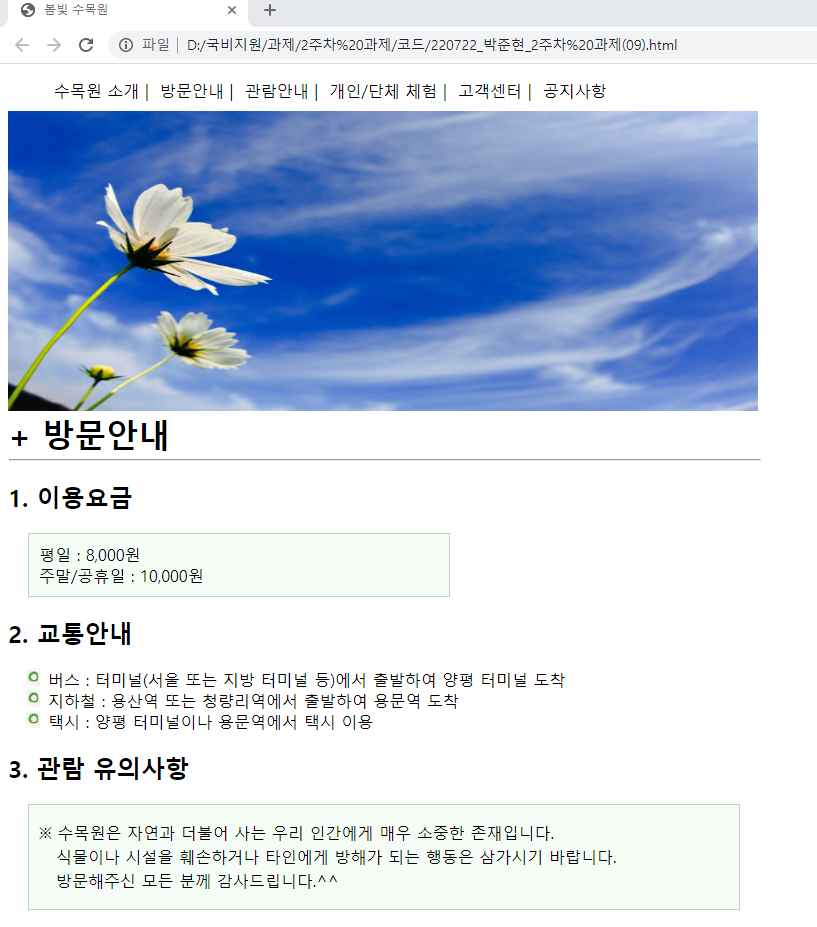 봄빛 수목원
파일 | D:/국비지원/과제/2주차%20과제/코드/220722_박준현_2주차%20과제(09).html
수목원 소개 | 방문안내 | 관람안내 | 개인/단체 체험 | 고객센터 | 공지사항
+ 방문안내
1. 이용요금
평일 : 8,000원
주말/공휴일 : 10,000원
2. 교통안내
버스 : 터미널(서울 또는 지방 터미널 등)에서 출발하여 양평 터미널 도착
지하철 : 용산역 또는 청량리역에서 출발하여 용문역 도착
택시 : 양평 터미널이나 용문역에서 택시 이용
3. 관람 유의사항
※ 수목원은 자연과 더불어 사는 우리 인간에게 매우 소중한 존재입니다.
식물이나 시설을 훼손하거나 타인에게 방해가 되는 행동은 삼가시기 바랍니다.
방문해주신 모든 분께 감사드립니다.^^